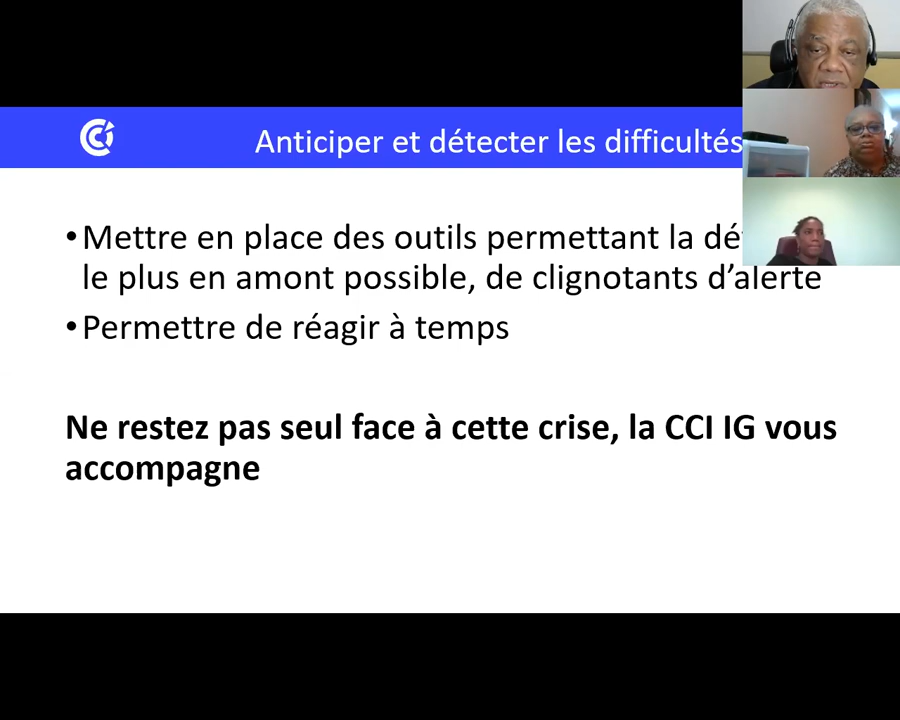 Anticiper et détecter les difficultés
• Mettre en place des outils permettant la
le plus en amont possible, de clignotants d’alerte
• Permettre de réagir à temps
Ne restez pas seul face à cette crise, la CCI IG vous
accompagne